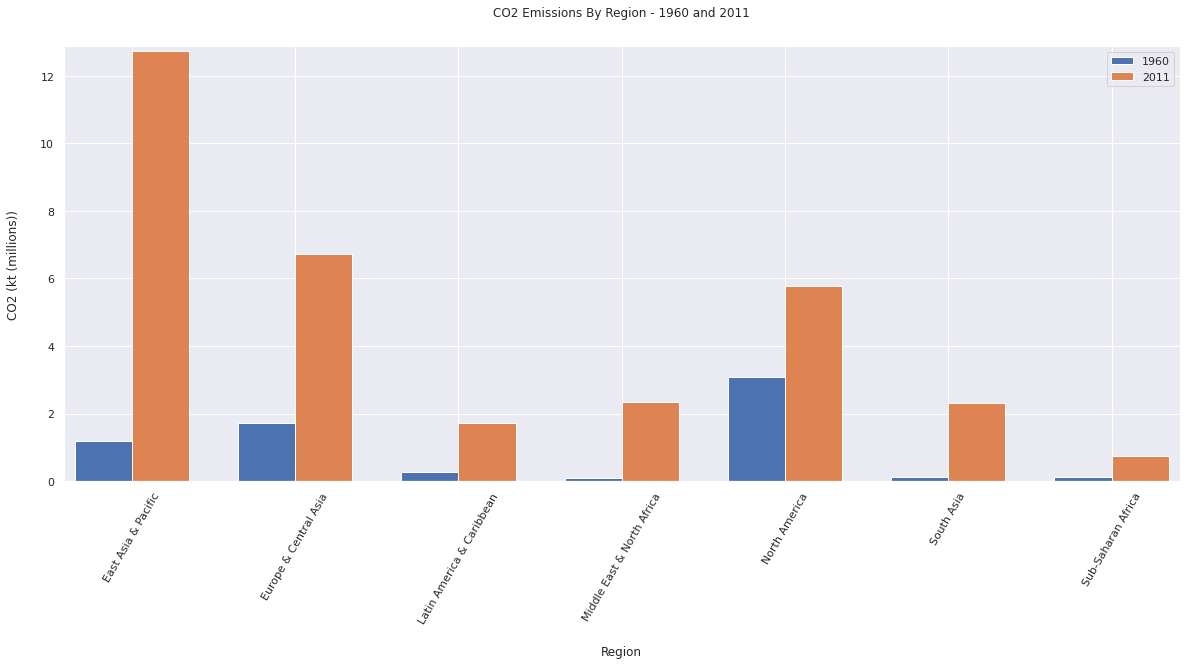 CO2 Emissions By Region - 1960 and 2011
1960
2011
CO2 (kt (millions))
12
10
8
6
4
2
0
East Asia & Pacific
Europe & Central Asia
Latin America & Caribbean
Middle East & North Africa
North America
South Asia
Sub-Saharan Africa
Region